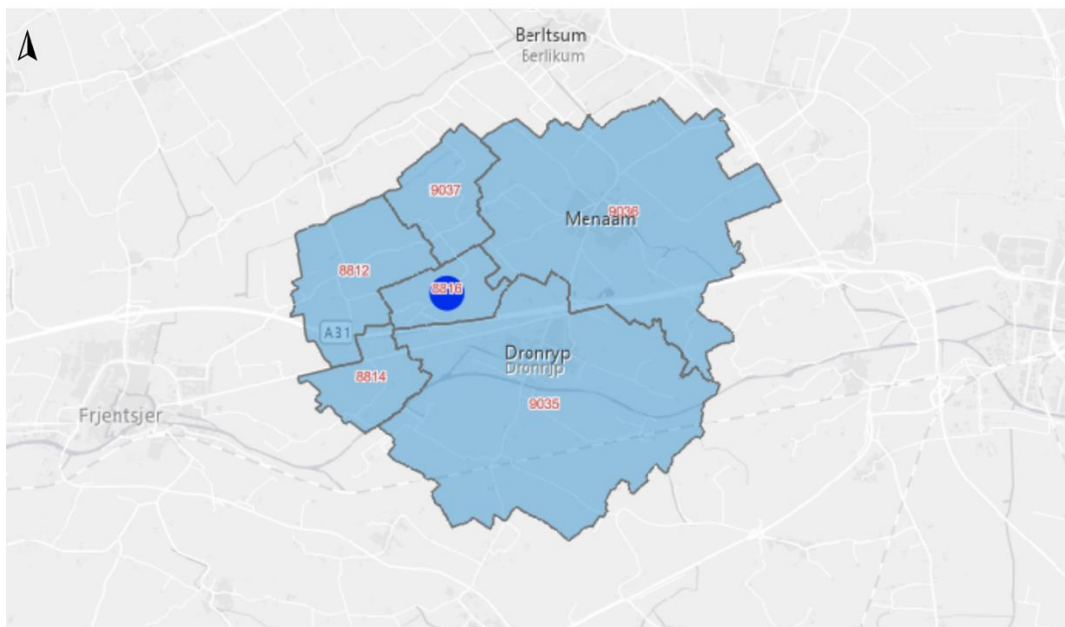 Berltsum
Berlikum
9037
Menaam
9036
8812
8816
A31
Dronryp
Dronrijp
8814
9035
Frjentsjer